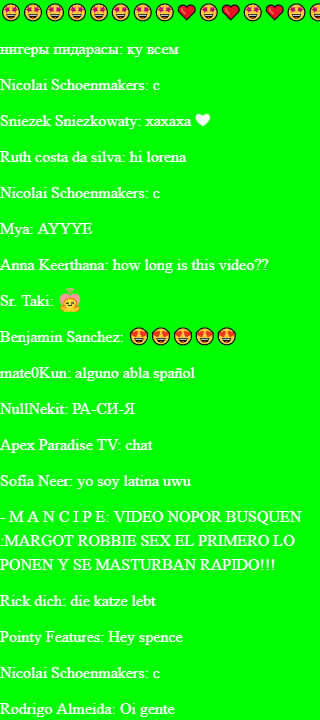 🤩🤩🤩🤩🤩🤩🤩🤩❤️🤩❤️🤩❤️🤩🤩
нигеры пидарасы: ку всем
Nicolai Schoenmakers: c
Sniezek Sniezkowaty: xaxaxa 🤍
Ruth costa da silva: hi lorena
Nicolai Schoenmakers: c
Mya: AYYYE
Anna Keerthana: how long is this video??
Sr. Taki: 🙆
Benjamin Sanchez: 😍😍😍😍😍
mate0Kun: alguno abla spañol
NullNekit: РА-СИ-Я
Apex Paradise TV: chat
Sofia Neer: yo soy latina uwu
- M A N C I P E: VIDEO NOPOR BUSQUEN
:MARGOT ROBBIE SEX EL PRIMERO LO
PONEN Y SE MASTURBAN RAPIDO!!!
Rick dich: die katze lebt
Pointy Features: Hey spence
Nicolai Schoenmakers: c
Rodrigo Almeida: Oi gente